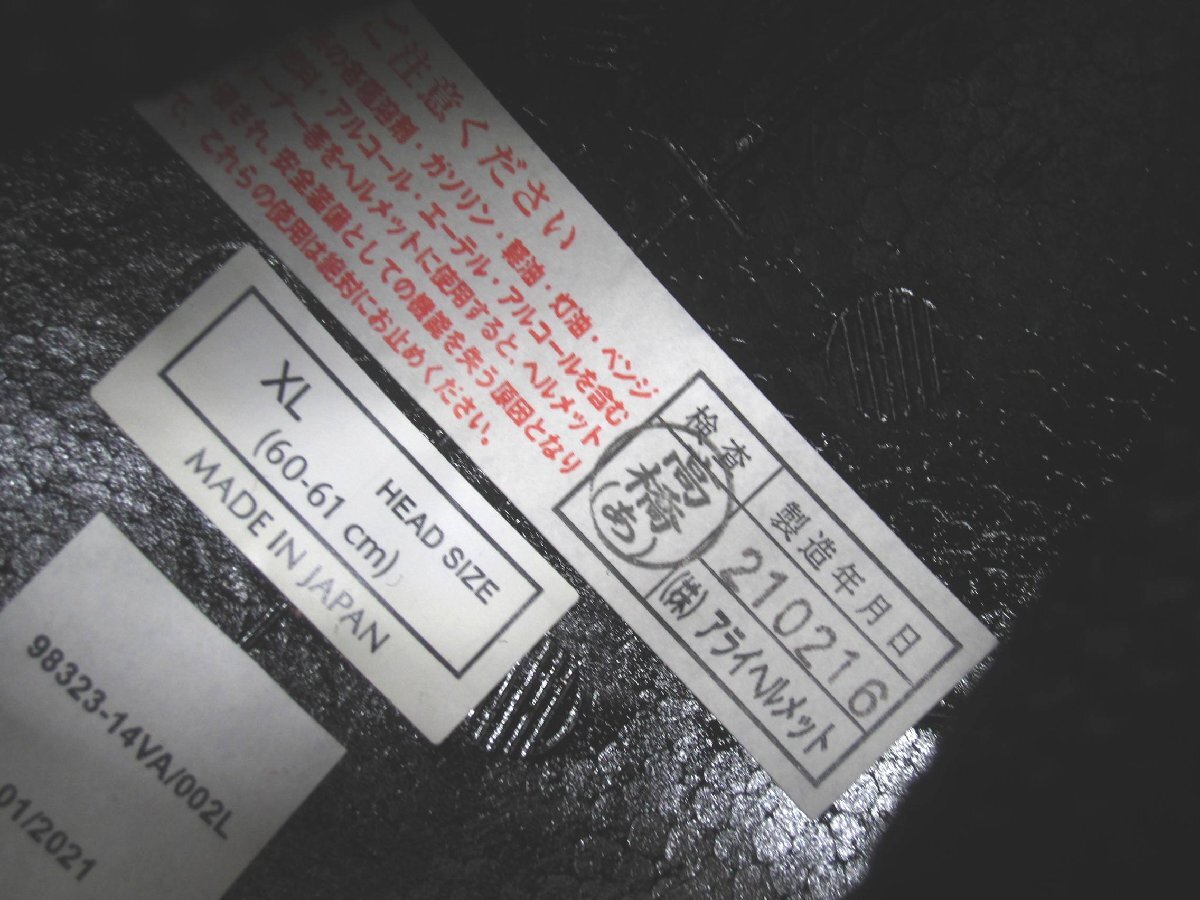 ご注意ください
の各種溶剤・ガソリン・軽油・灯油・ベンジ
アルコール・エーテル・アルコールを含む
ナー等をヘルメットに使用すると、ヘルメット
壊され、安全装備としての機能を失う原因となり
で、これらの使用は絶対にお止めください。
検査
製造年月日
高橋
(め)
210216
(株)アライヘルメット
HEAD SIZE
XL
(60-61 cm)
MADE IN JAPAN
98323-14VA/002L
01/2021